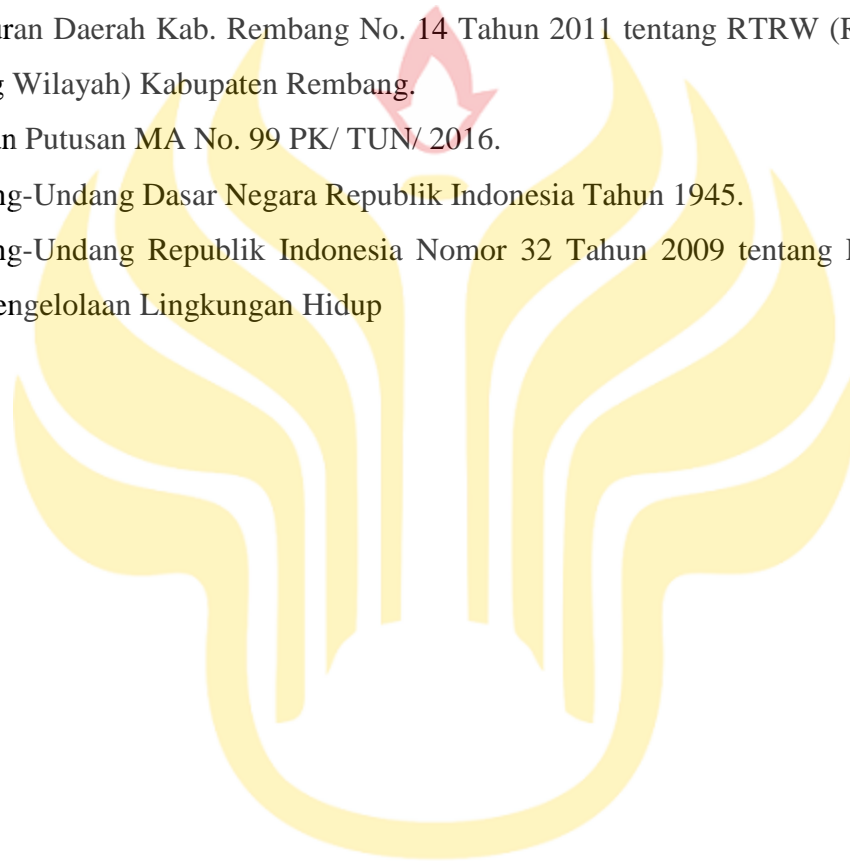 uran Daerah Kab. Rembang No. 14 Tahun 2011 tentang RTRW (R
g Wilayah) Kabupaten Rembang.
an Putusan MA No. 99 PK/ TUN/ 2016.
ng-Undang Dasar Negara Republik Indonesia Tahun 1945.
ng-Undang Republik Indonesia Nomor 32 Tahun 2009 tentang
engelolaan Lingkungan Hidup